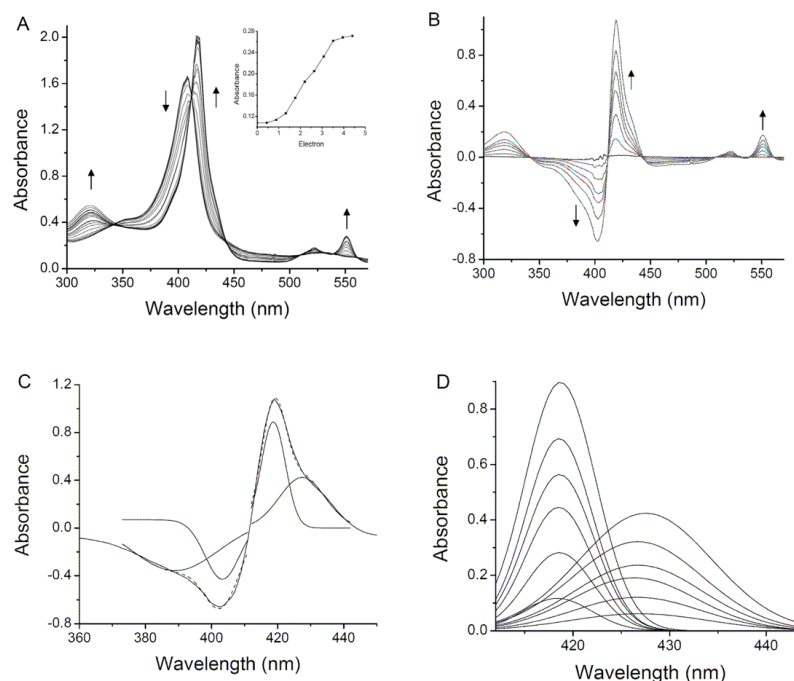 A
2.0
1.6
1.2
0.8
0.4
0.0
Absorbance
300 350 400 450 500 550
Wavelength (nm)
0.28
0.24
0.20
0.16
0.12
Absorbance
0 1 2 3 4 5
Electron
B
0.8
0.4
0.0
-0.4
-0.8
Absorbance
300 350 400 450 500 550
Wavelength (nm)
C
1.2
0.8
0.4
0.0
-0.4
-0.8
Absorbance
360 380 400 420 440
Wavelength (nm)
D
0.8
0.6
0.4
0.2
0.0
Absorbance
420 430 440
Wavelength (nm)